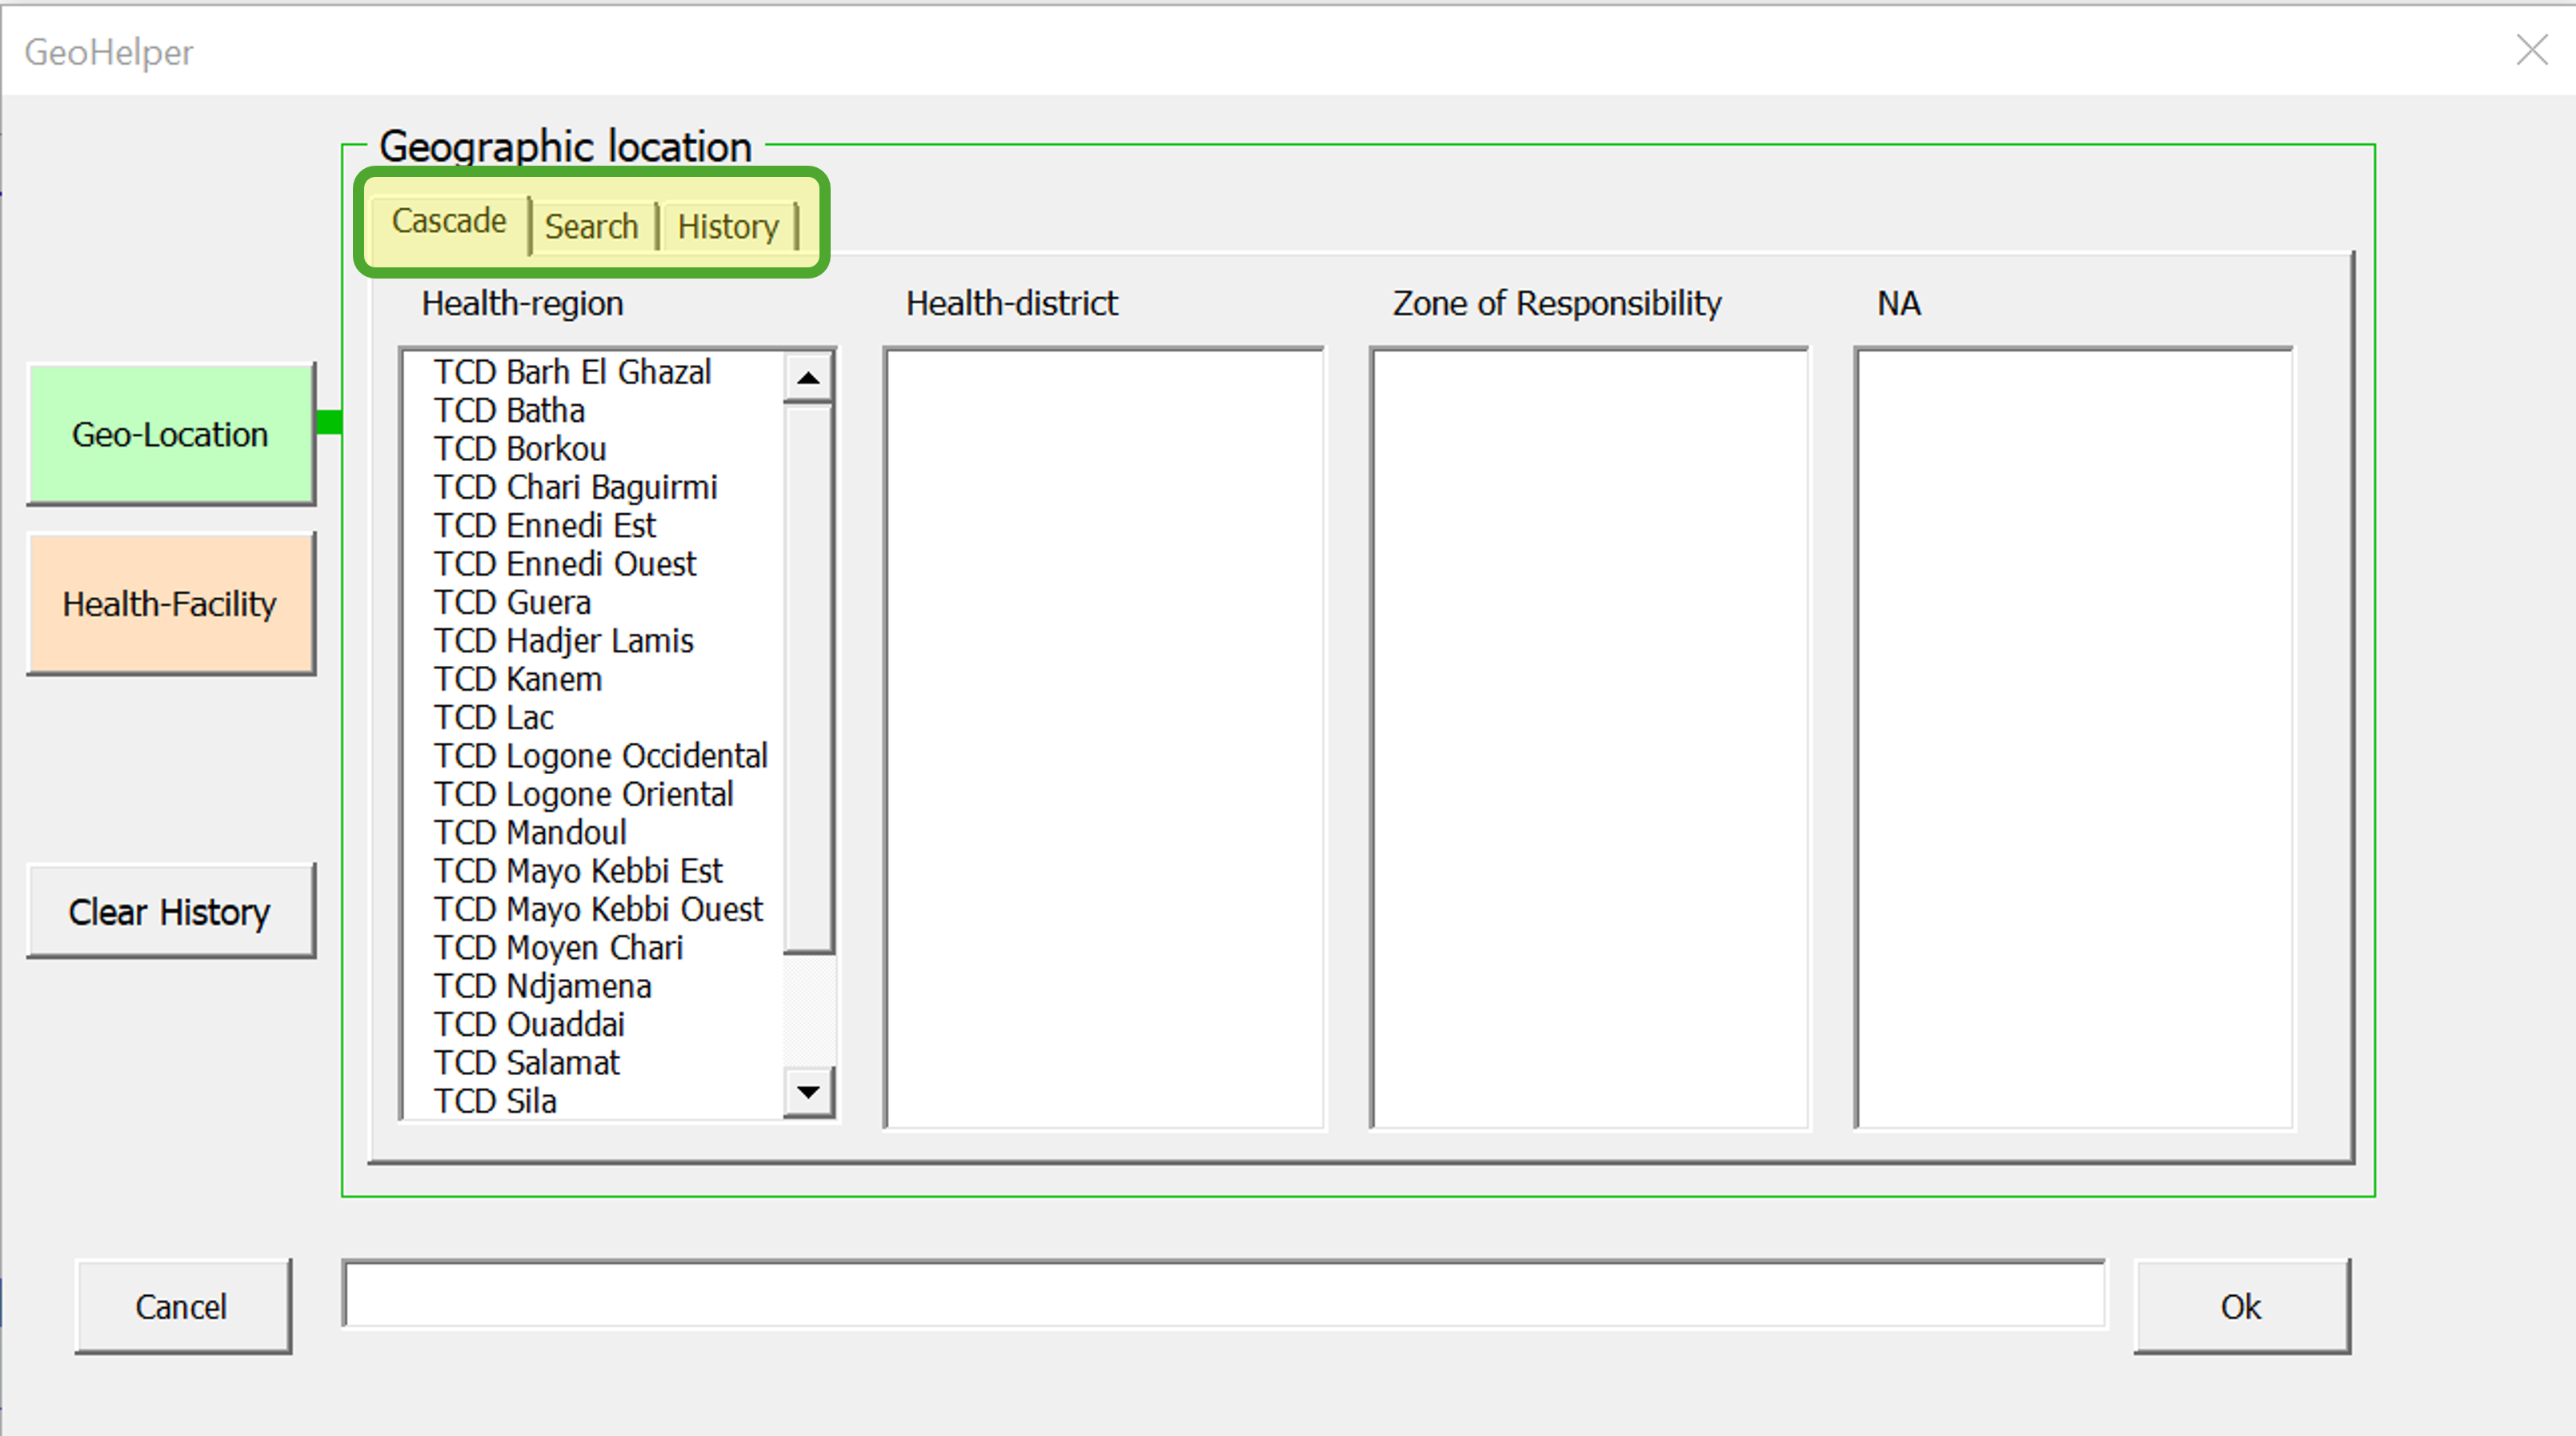 GeoHelper
Geographic location
Cascade Search History
Health-region Health-district Zone of Responsibility NA
TCD Barh El Ghazal
TCD Batha
TCD Borkou
TCD Chari Baguirmi
TCD Ennedi Est
TCD Ennedi Ouest
TCD Guera
TCD Hadjer Lamis
TCD Kanem
TCD Lac
TCD Logone Occidental
TCD Logone Oriental
TCD Mandoul
TCD Mayo Kebbi Est
TCD Mayo Kebbi Ouest
TCD Moyen Chari
TCD Ndjamena
TCD Ouaddai
TCD Salamat
TCD Sila
Geo-Location
Health-Facility
Clear History
Cancel Ok